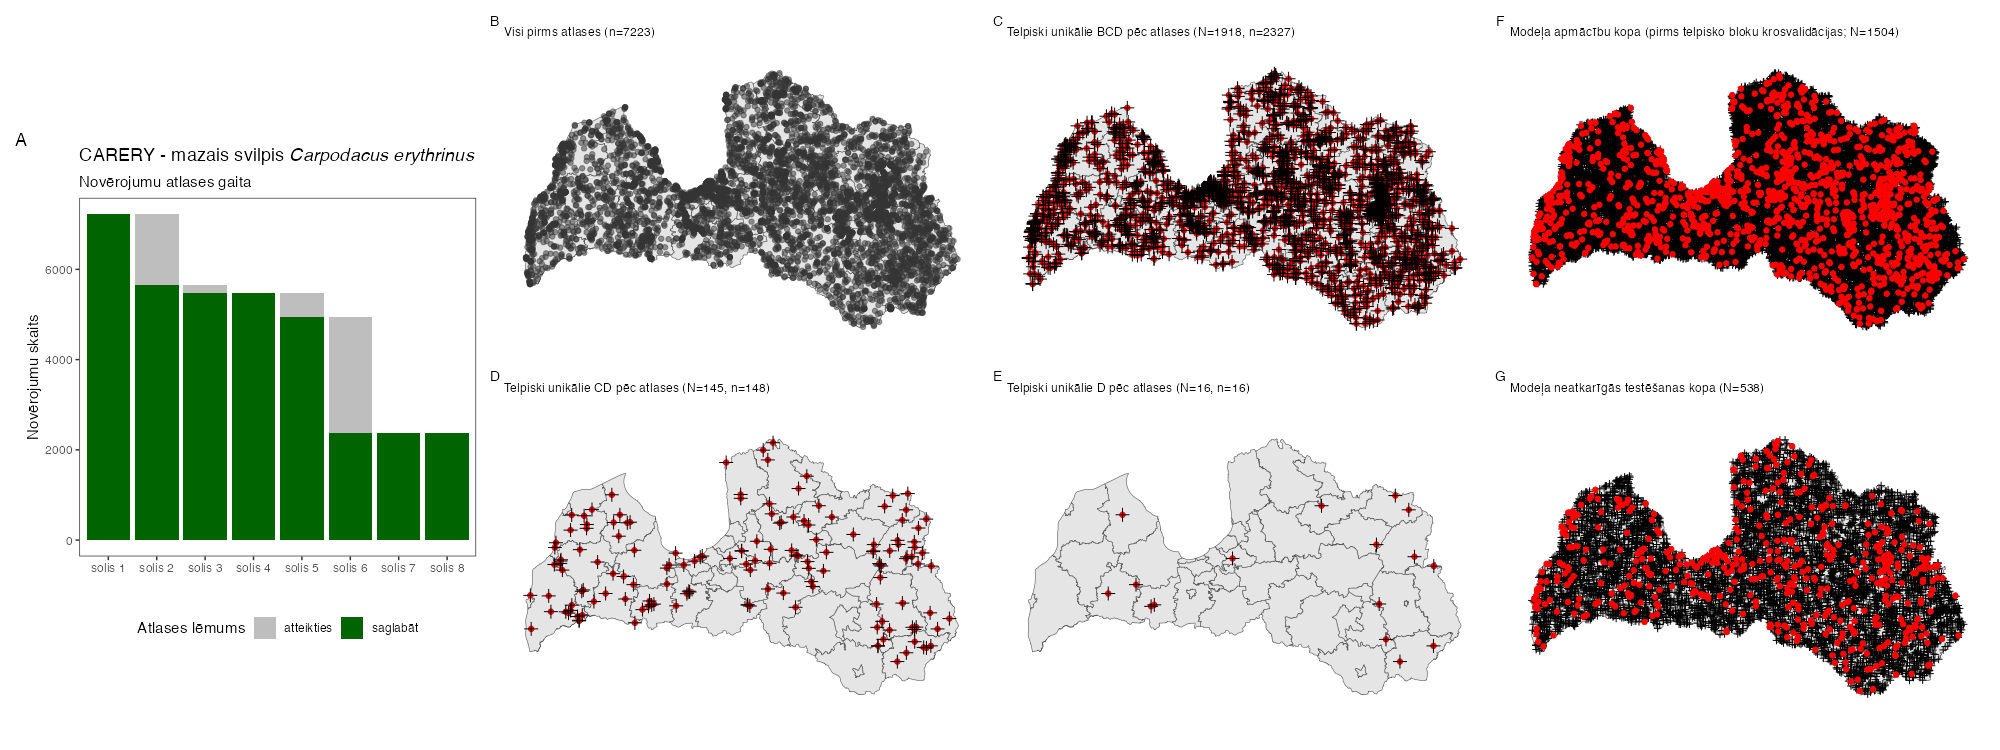 A
CARERY - mazais svilpis Carpodacus erythrinus
Novērojumu atlases gaita
Novērojumu skaits
6000
4000
2000
0
solis 1 solis 2 solis 3 solis 4 solis 5 solis 6 solis 7 solis 8
Atlases lēmums atteikties saglabāt
B
Visi pirms atlases (n=7223)
C
Telpiski unikālie BCD pēc atlases (N=1918, n=2327)
F
Modeļa apmācību kopa (pirms telpisko bloku krosvalidācijas; N=1504)
D
Telpiski unikālie CD pēc atlases (N=145, n=148)
E
Telpiski unikālie D pēc atlases (N=16, n=16)
G
Modeļa neatkarīgās testēšanas kopa (N=538)